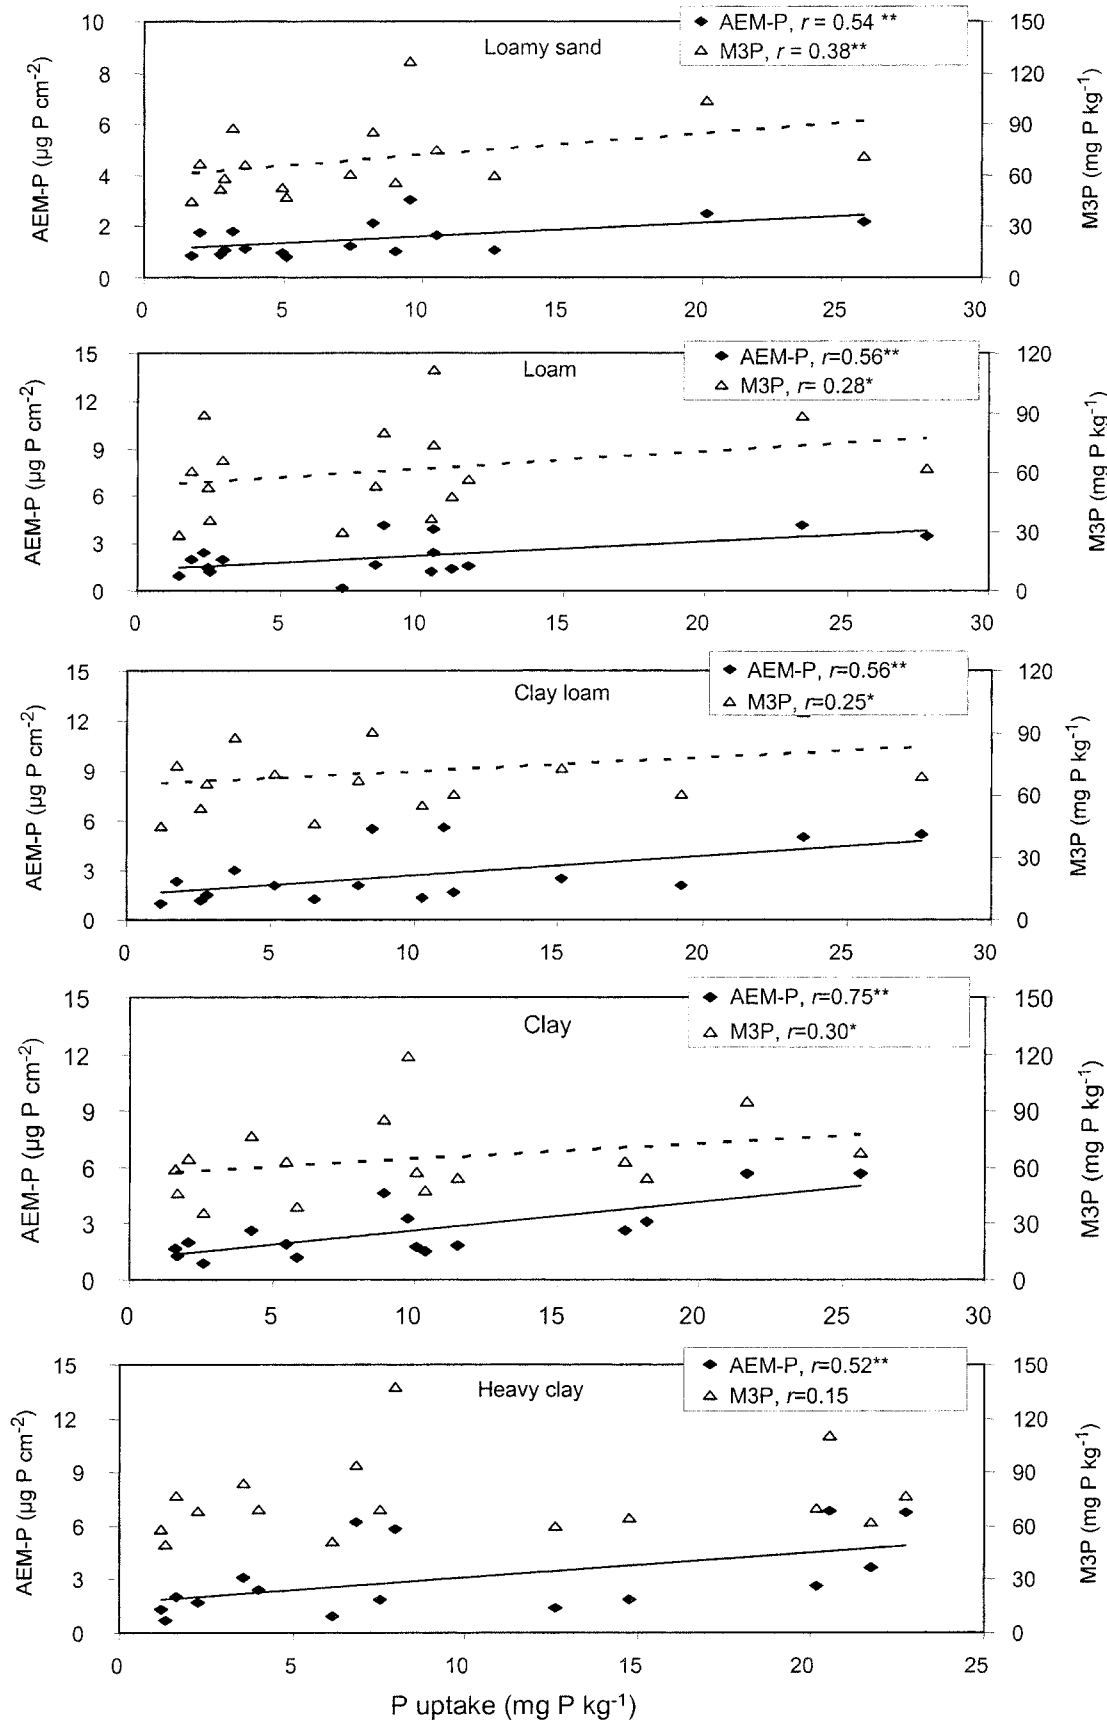 Loamy sand
◆ AEM-P, r = 0.54 **
△ M3P, r = 0.38**
AEM-P (µg P cm-2)
10
8
6
4
2
0
150
120
90
60
30
0
M3P (mg P kg-1)
0 5 10 15 20 25 30
Loam
◆ AEM-P, r=0.56**
△ M3P, r= 0.28*
AEM-P (µg P cm-2)
15
12
9
6
3
0
120
90
60
30
0
M3P (mg P kg-1)
0 5 10 15 20 25 30
Clay loam
◆ AEM-P, r=0.56**
△ M3P, r=0.25*
AEM-P (µg P cm-2)
15
12
9
6
3
0
120
90
60
30
0
M3P (mg P kg-1)
0 5 10 15 20 25 30
Clay
◆ AEM-P, r=0.75**
△ M3P, r=0.30*
AEM-P (µg P cm-2)
15
12
9
6
3
0
150
120
90
60
30
0
M3P (mg P kg-1)
0 5 10 15 20 25 30
Heavy clay
◆ AEM-P, r=0.52**
△ M3P, r=0.15
AEM-P (µg P cm-2)
15
12
9
6
3
0
150
120
90
60
30
0
M3P (mg P kg-1)
0 5 10 15 20 25
P uptake (mg P kg-1)